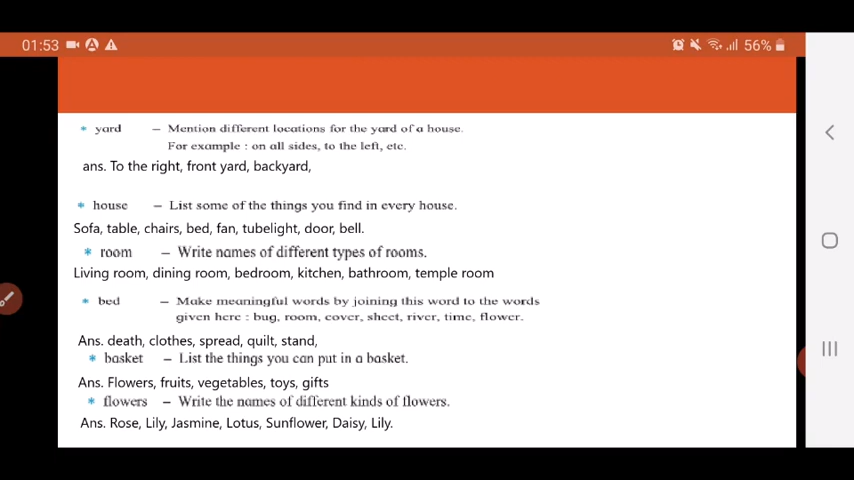 01:53
56%
* yard – Mention different locations for the yard of a house.
For example : on all sides, to the left, etc.
ans. To the right, front yard, backyard,
* house – List some of the things you find in every house.
Sofa, table, chairs, bed, fan, tubelight, door, bell.
* room – Write names of different types of rooms.
Living room, dining room, bedroom, kitchen, bathroom, temple room
* bed – Make meaningful words by joining this word to the words
given here : bug, room, cover, sheet, river, time, flower.
Ans. death, clothes, spread, quilt, stand,
* basket – List the things you can put in a basket.
Ans. Flowers, fruits, vegetables, toys, gifts
* flowers – Write the names of different kinds of flowers.
Ans. Rose, Lily, Jasmine, Lotus, Sunflower, Daisy, Lily.